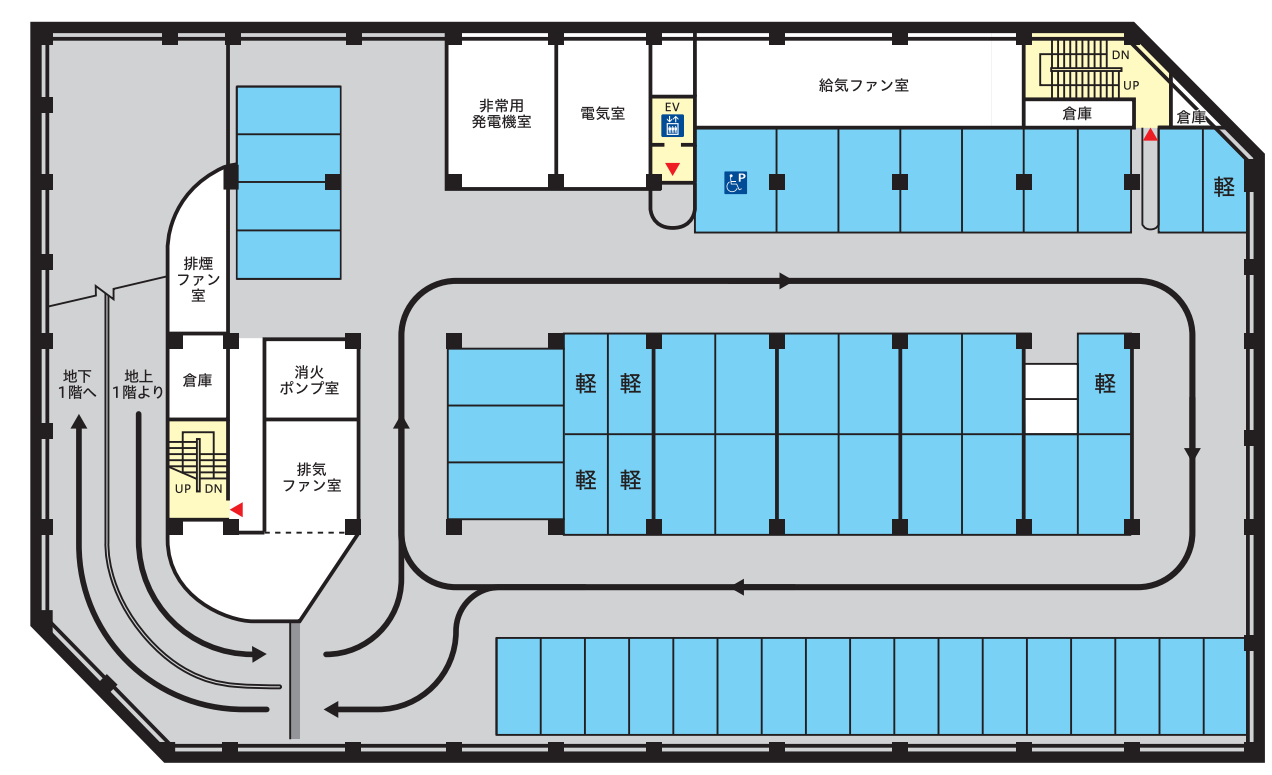 DN
UP
給気ファン室
非常用
発電機室
電気室
EV
倉庫
倉庫
P
軽
排煙
ファン
室
地下
1階へ
地上
1階より
倉庫
消火
ポンプ室
軽
軽
軽
排気
ファン室
軽
軽
UP
DN